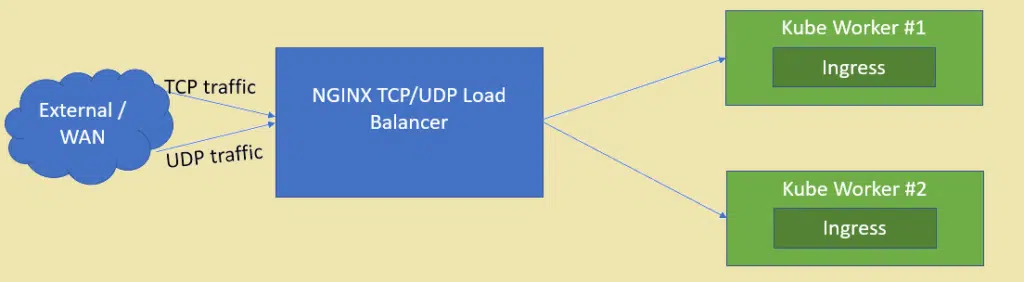 External /
WAN
TCP traffic
UDP traffic
NGINX TCP/UDP Load
Balancer
Kube Worker #1
Ingress
Kube Worker #2
Ingress